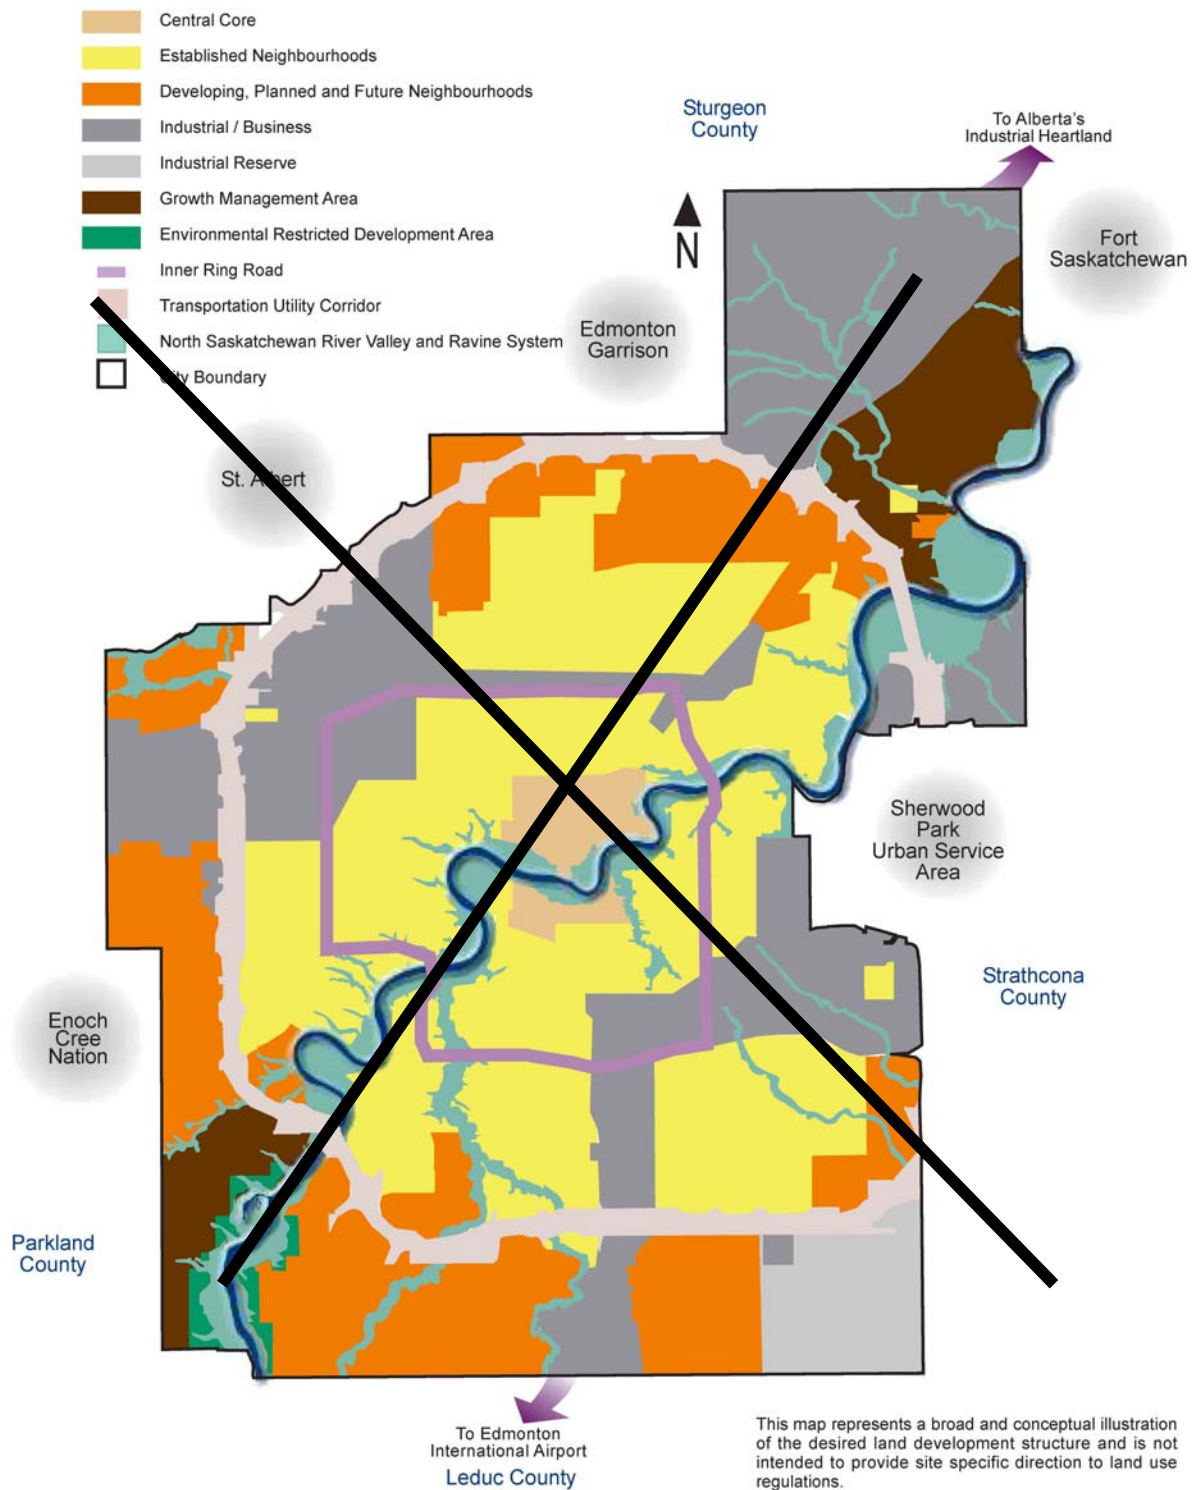 Central Core
Established Neighbourhoods
Developing, Planned and Future Neighbourhoods
Industrial / Business
Industrial Reserve
Growth Management Area
Environmental Restricted Development Area
Inner Ring Road
Transportation Utility Corridor
North Saskatchewan River Valley and Ravine System
City Boundary
Sturgeon
County
To Alberta's
Industrial Heartland
N
Fort
Saskatchewan
Edmonton
Garrison
St. Albert
Sherwood
Park
Urban Service
Area
Strathcona
County
Enoch
Cree
Nation
Parkland
County
To Edmonton
International Airport
Leduc County
This map represents a broad and conceptual illustration
of the desired land development structure and is not
intended to provide site specific direction to land use
regulations.